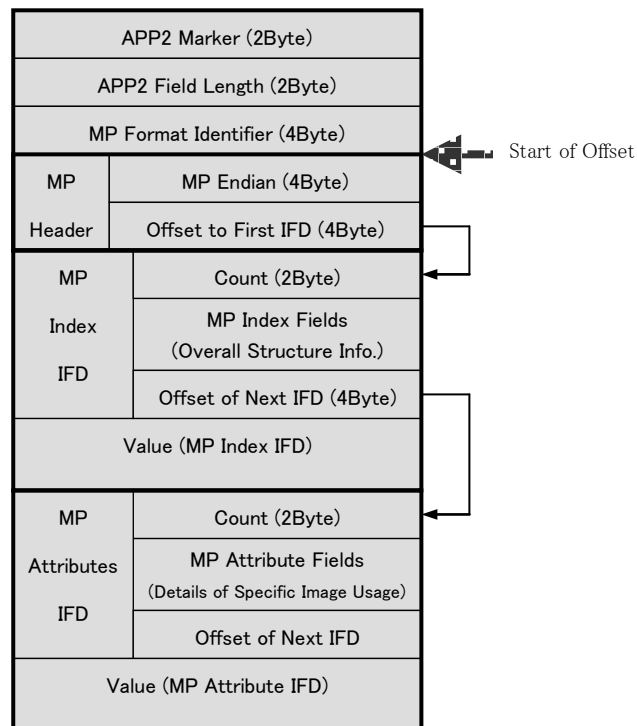 APP2 Marker (2Byte)
APP2 Field Length (2Byte)
MP Format Identifier (4Byte)
Start of Offset
MP
Header
MP Endian (4Byte)
Offset to First IFD (4Byte)
MP
Index
IFD
Count (2Byte)
MP Index Fields
(Overall Structure Info.)
Offset of Next IFD (4Byte)
Value (MP Index IFD)
MP
Attributes
IFD
Count (2Byte)
MP Attribute Fields
(Details of Specific Image Usage)
Offset of Next IFD
Value (MP Attribute IFD)